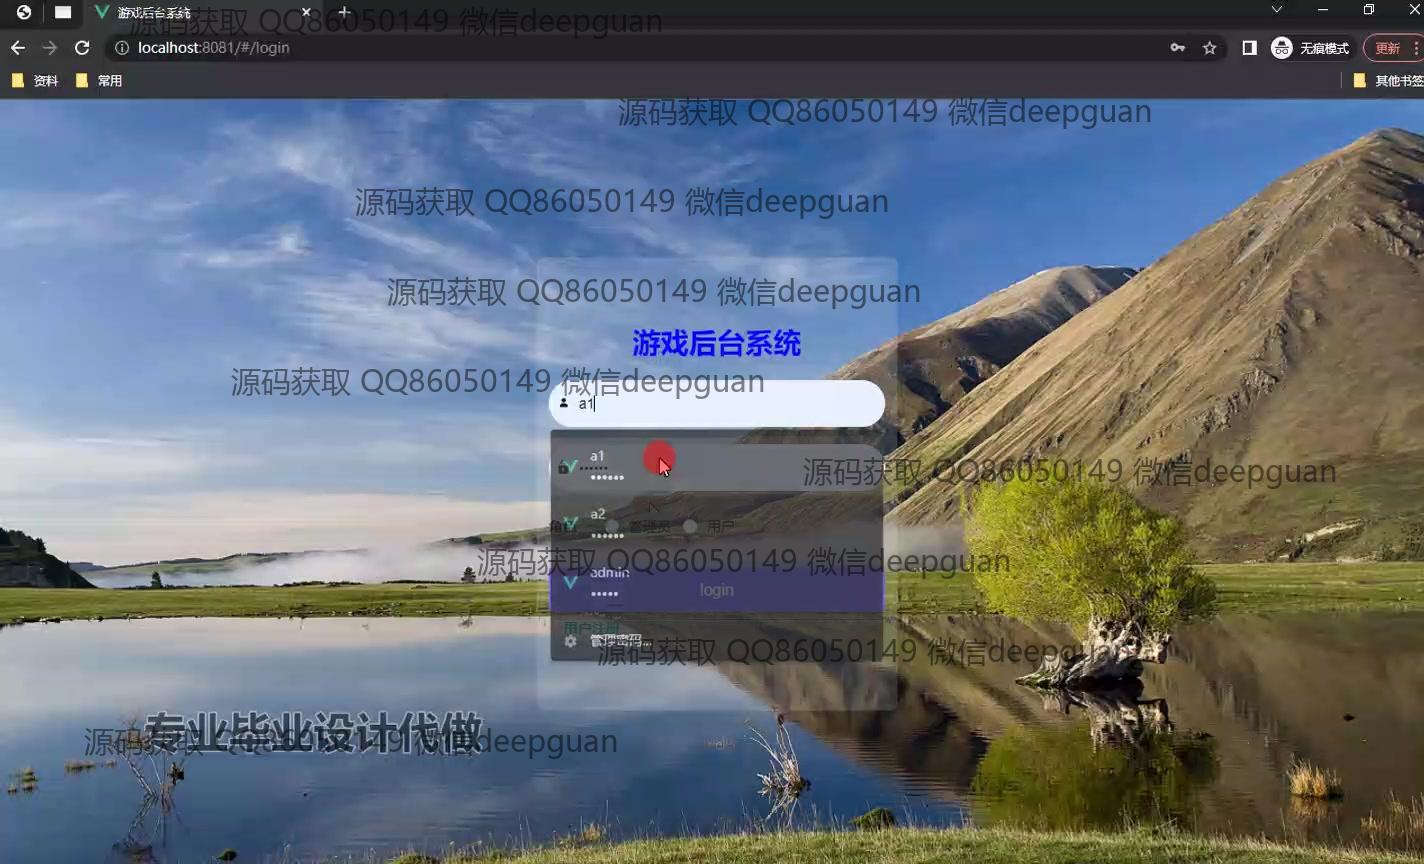 游戏后台系统
源码获取 QQ86050149 微信deepguan
localhost:8081/#/login
无痕模式
更新
资料
常用
其他书签
源码获取 QQ86050149 微信deepguan
源码获取 QQ86050149 微信deepguan
源码获取 QQ86050149 微信deepguan
游戏后台系统
源码获取 QQ86050149 微信deepguan
a1
a1
••••••
••••••
源码获取 QQ86050149 微信deepguan
a2
管理员
用户
••••••
源码获取 QQ86050149 微信deepguan
admin
•••••
login
用户注册
管理密码...
源码获取 QQ86050149 微信deepguan
专业毕业设计代做
源码获取 QQ86050149 微信deepguan